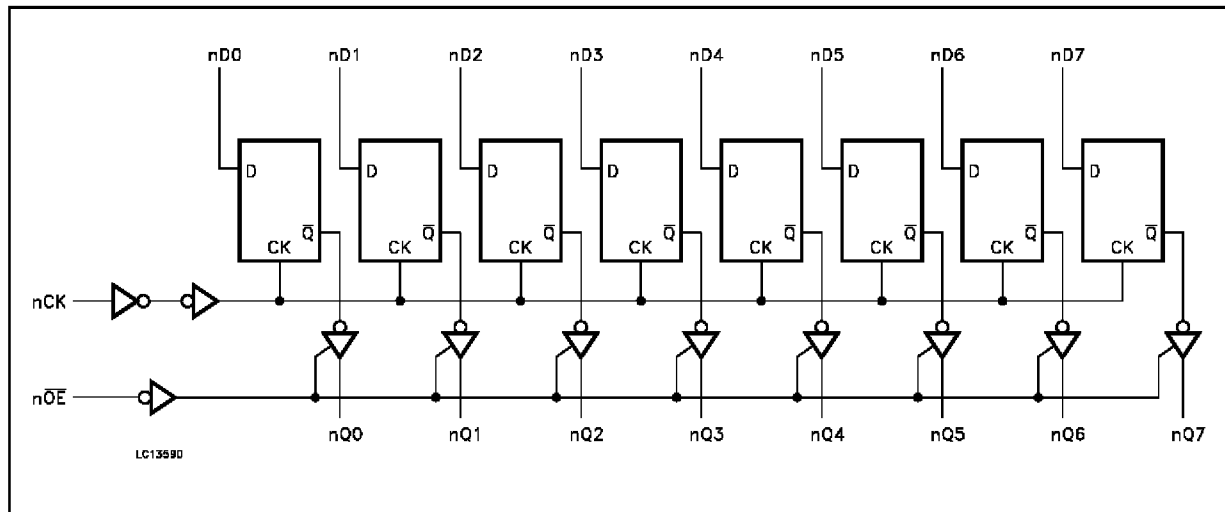 nD0 nD1 nD2 nD3 nD4 nD5 nD6 nD7
D D D D D D D D
Q̅ Q̅ Q̅ Q̅ Q̅ Q̅ Q̅ Q̅
CK CK CK CK CK CK CK CK
nCK
nO̅E̅
nQ0 nQ1 nQ2 nQ3 nQ4 nQ5 nQ6 nQ7
LC13590